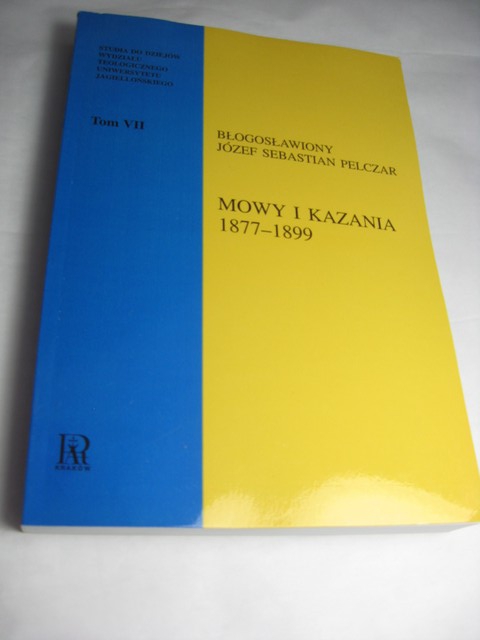 STUDIA DO DZIEJÓW
WYDZIAŁU
TEOLOGICZNEGO
UNIWERSYTETU
JAGIELLOŃSKIEGO
Tom VII
BŁOGOSŁAWIONY
JÓZEF SEBASTIAN PELCZAR
MOWY I KAZANIA
1877–1899
KRAKÓW